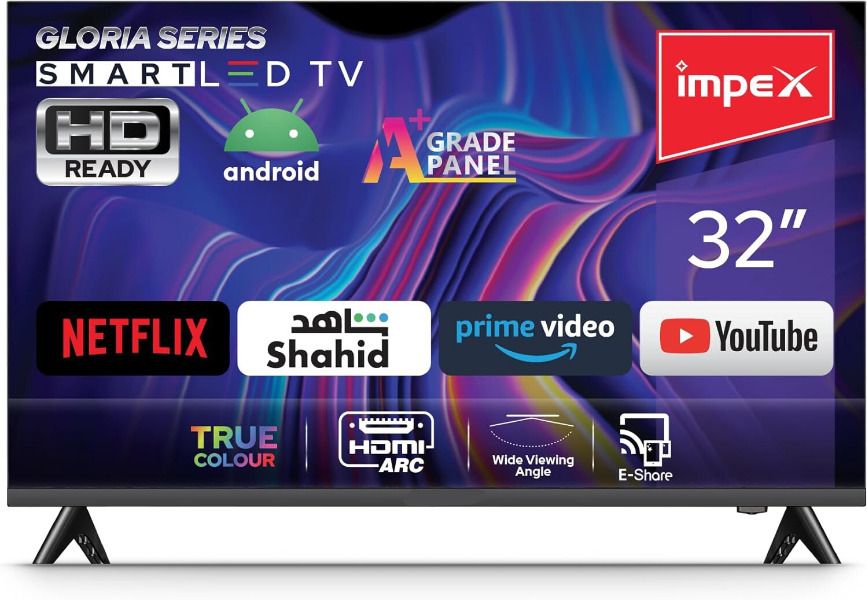 GLORIA SERIES
SMART LED TV
impex
HD
READY
android
A+ GRADE
PANEL
32"
NETFLIX
شاهد
Shahid
prime video
YouTube
TRUE
COLOUR
HDMI
ARC
Wide Viewing
Angle
E-Share